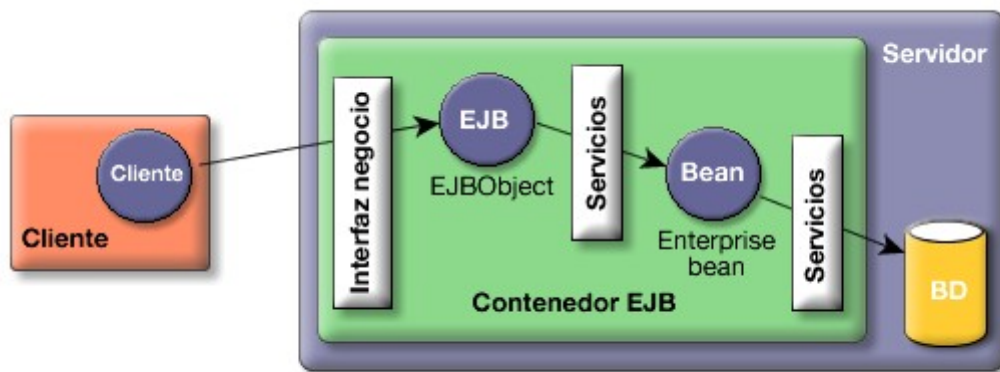 Servidor
Cliente
Cliente
Interfaz negocio
EJB
EJBObject
Servicios
Bean
Enterprise
bean
Servicios
Contenedor EJB
BD